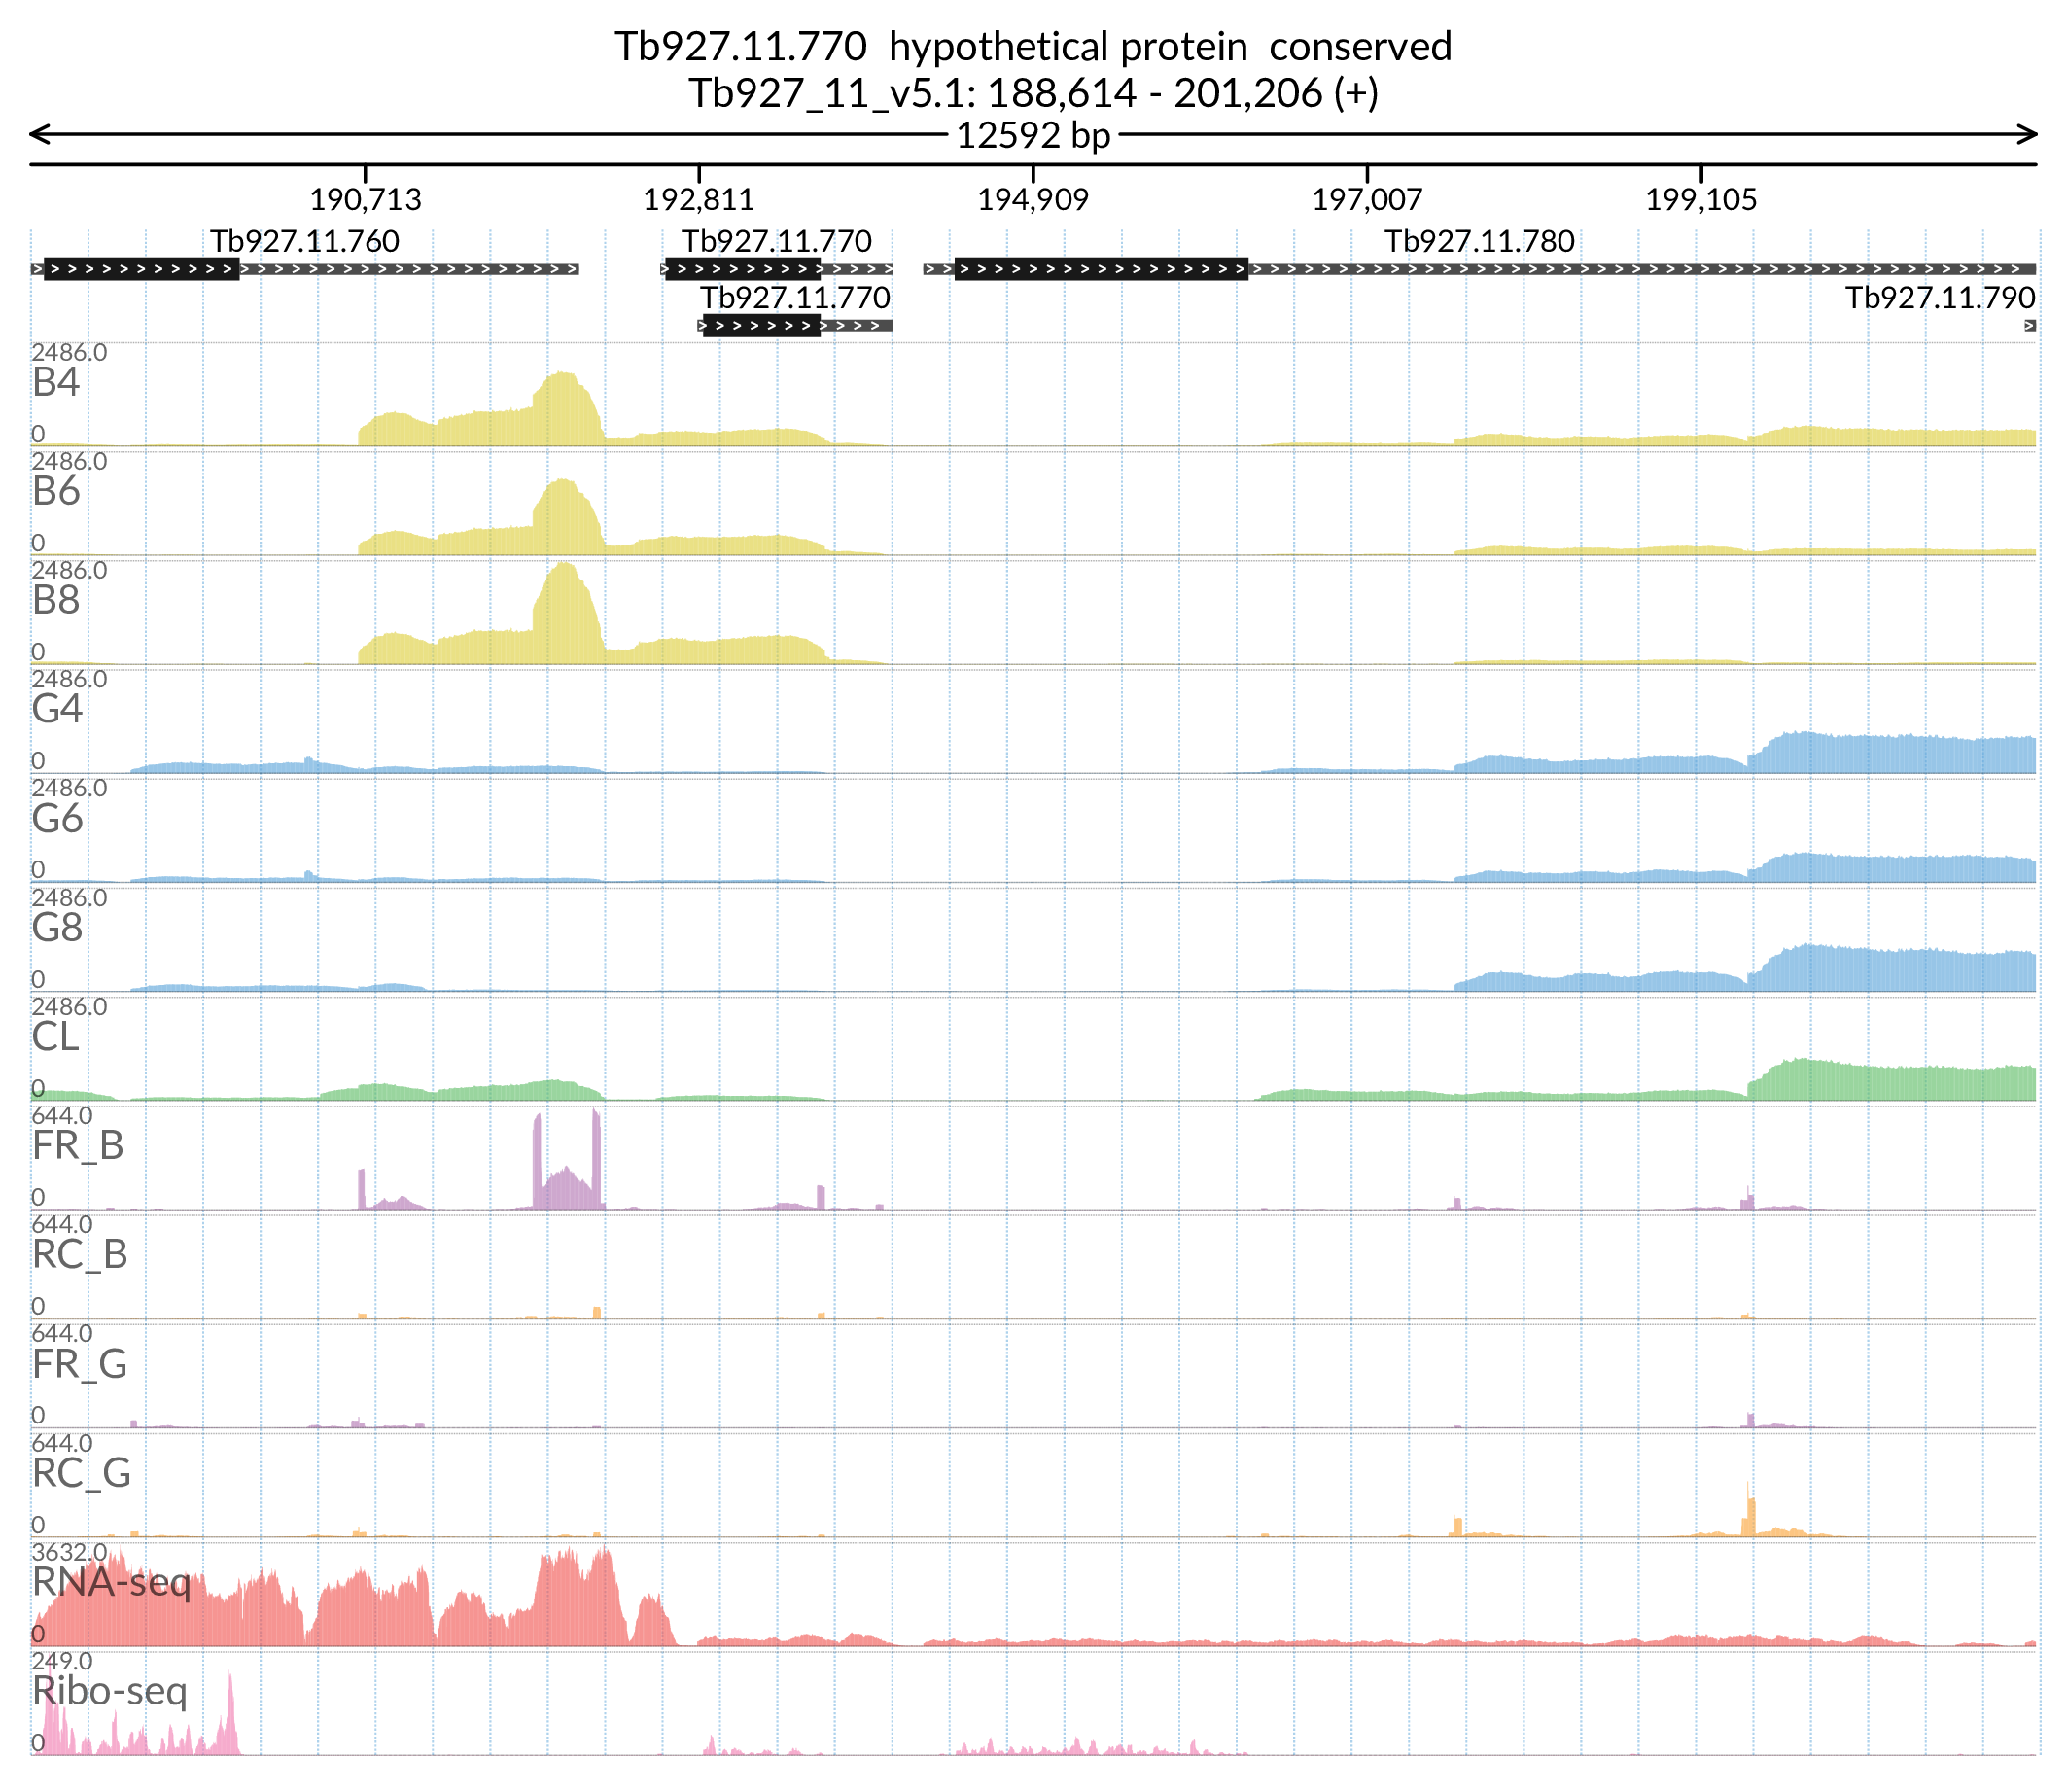 Tb927.11.770  hypothetical protein  conserved
Tb927_11_v5.1: 188,614 - 201,206 (+)
12592 bp
190,713 192,811 194,909 197,007 199,105
Tb927.11.760 Tb927.11.770 Tb927.11.780
Tb927.11.770 Tb927.11.790
2486.0
B4
0
2486.0
B6
0
2486.0
B8
0
2486.0
G4
0
2486.0
G6
0
2486.0
G8
0
2486.0
CL
0
644.0
FR_B
0
644.0
RC_B
0
644.0
FR_G
0
644.0
RC_G
0
3632.0
RNA-seq
0
249.0
Ribo-seq
0